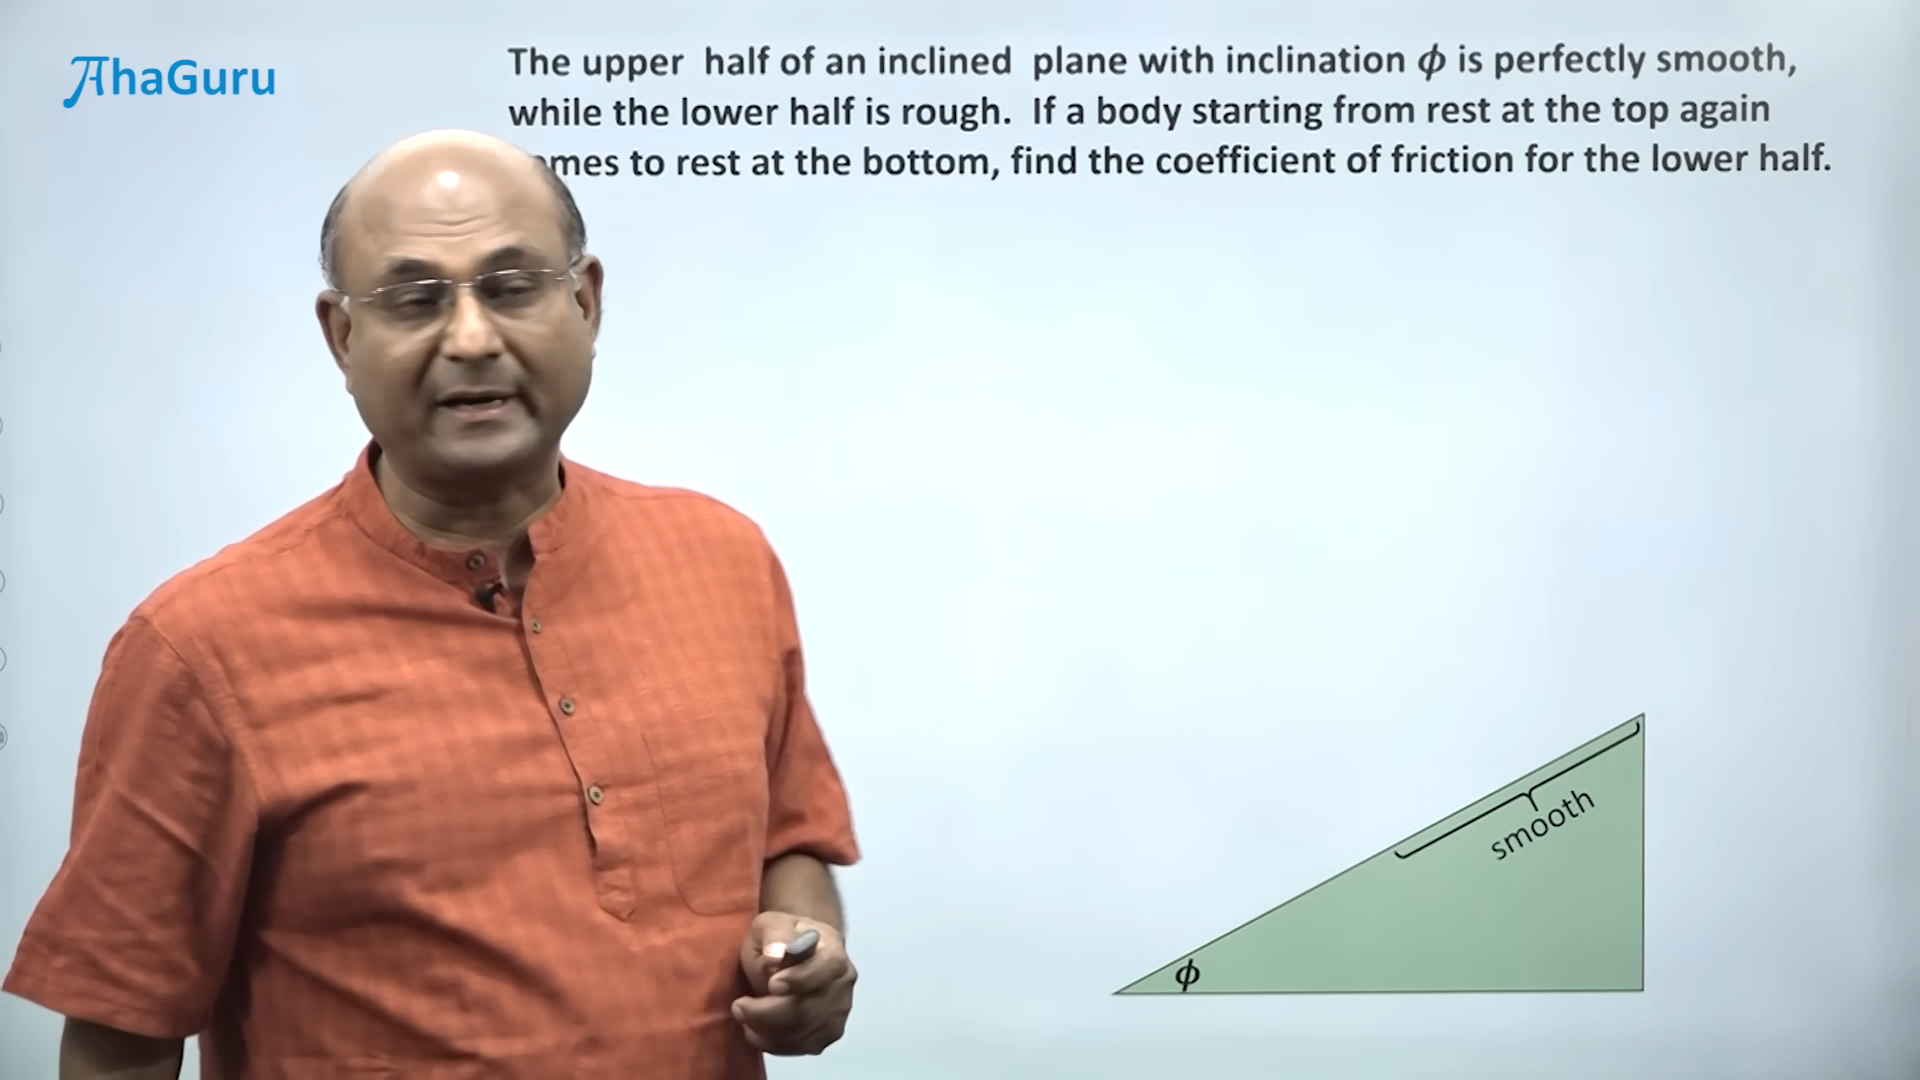 AhaGuru
The upper half of an inclined plane with inclination ϕ is perfectly smooth,
while the lower half is rough. If a body starting from rest at the top again
to rest at the bottom, find the coefficient of friction for the lower half.
smooth
ϕ